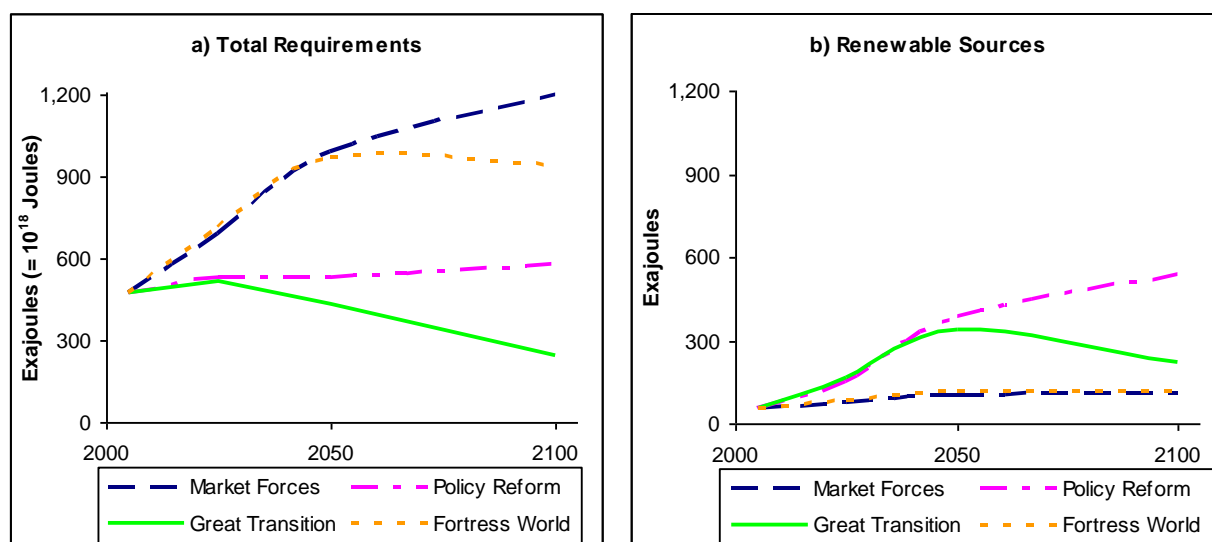 a) Total Requirements
Exajoules (= 10¹⁸ Joules)
1,200
900
600
300
0
2000 2050 2100
Market Forces Policy Reform
Great Transition Fortress World
b) Renewable Sources
Exajoules
1,200
900
600
300
0
2000 2050 2100
Market Forces Policy Reform
Great Transition Fortress World